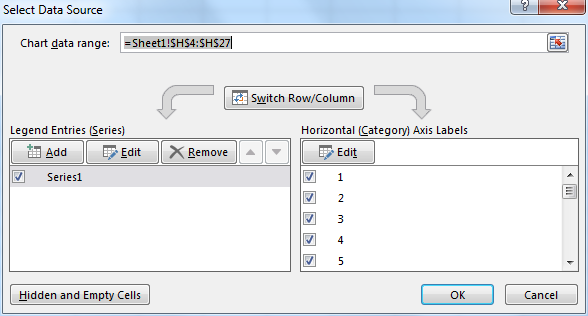 Select Data Source
?
Chart data range: =Sheet1!$H$4:$H$27
Switch Row/Column
Legend Entries (Series)
Add Edit Remove
Series1
Horizontal (Category) Axis Labels
Edit
1
2
3
4
5
Hidden and Empty Cells
OK Cancel